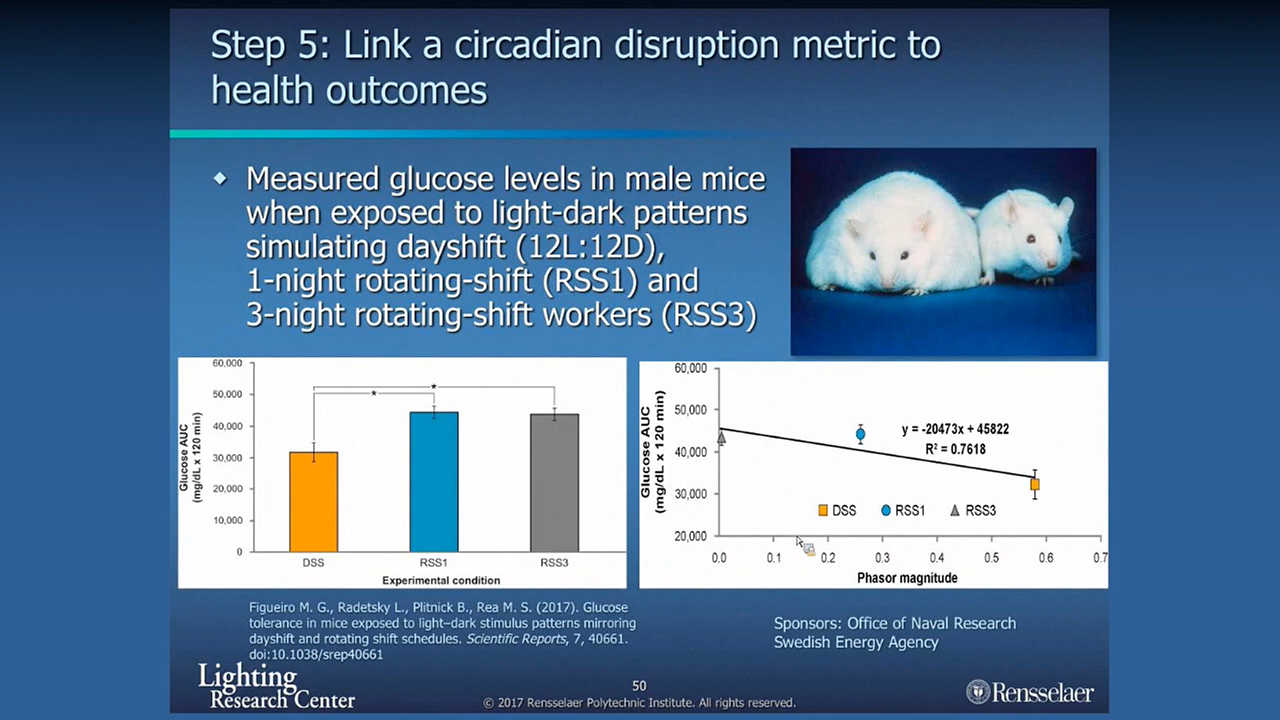 Step 5: Link a circadian disruption metric to
health outcomes
Measured glucose levels in male mice
when exposed to light-dark patterns
simulating dayshift (12L:12D),
1-night rotating-shift (RSS1) and
3-night rotating-shift workers (RSS3)
Glucose AUC
(mg/dL x 120 min)
60,000
50,000
40,000
30,000
20,000
10,000
0
*
*
DSS RSS1 RSS3
Experimental condition
Glucose AUC
(mg/dL x 120 min)
60,000
50,000
40,000
30,000
20,000
y = -20473x + 45822
R² = 0.7618
DSS RSS1 RSS3
0.0 0.1 0.2 0.3 0.4 0.5 0.6 0.7
Phasor magnitude
Figueiro M. G., Radetsky L., Plitnick B., Rea M. S. (2017). Glucose
tolerance in mice exposed to light–dark stimulus patterns mirroring
dayshift and rotating shift schedules. Scientific Reports, 7, 40661.
doi:10.1038/srep40661
Sponsors: Office of Naval Research
Swedish Energy Agency
Lighting
Research Center
50
© 2017 Rensselaer Polytechnic Institute. All rights reserved.
Rensselaer